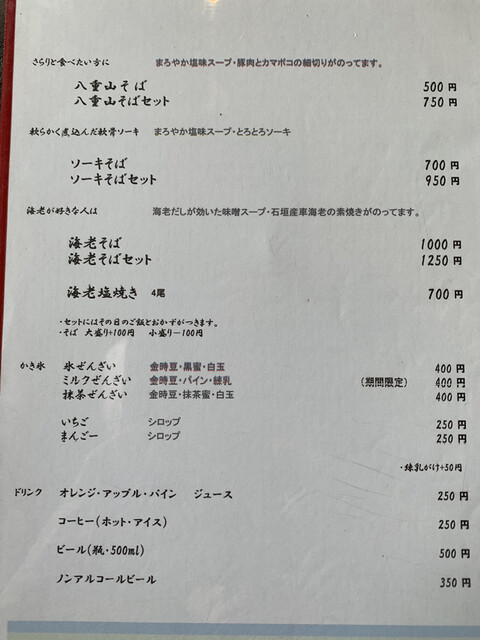 さらりと食べたい方に　まろやか塩味スープ・豚肉とカマボコの細切りがのってます。
八重山そば　500円
八重山そばセット　750円
軟らかく煮込んだ軟骨ソーキ　まろやか塩味スープ・とろとろソーキ
ソーキそば　700円
ソーキそばセット　950円
海老が好きな人は　海老だしが効いた味噌スープ・石垣産車海老の素焼きがのってます。
海老そば　1000円
海老そばセット　1250円
海老塩焼き　4尾　700円
・セットにはその日のご飯とおかずがつきます。
・そば　大盛り+100円　小盛り－100円
かき氷　氷ぜんざい　金時豆・黒蜜・白玉　400円
ミルクぜんざい　金時豆・パイン・練乳　(期間限定)　400円
抹茶ぜんざい　金時豆・抹茶蜜・白玉　400円
いちご　シロップ　250円
まんごー　シロップ　250円
・練乳がけ+50円
ドリンク　オレンジ・アップル・パイン　ジュース　250円
コーヒー(ホット・アイス)　250円
ビール(瓶・500ml)　500円
ノンアルコールビール　350円